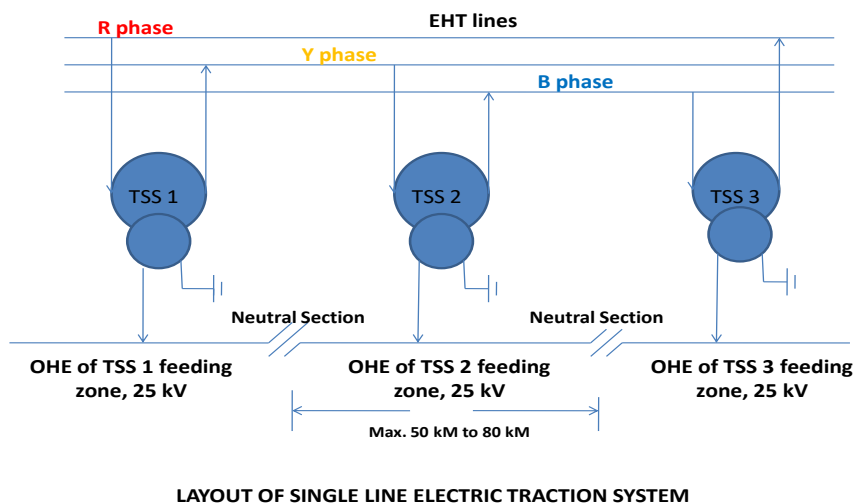 R phase
EHT lines
Y phase
B phase
TSS 1
TSS 2
TSS 3
Neutral Section
Neutral Section
OHE of TSS 1 feeding
zone, 25 kV
OHE of TSS 2 feeding
zone, 25 kV
OHE of TSS 3 feeding
zone, 25 kV
Max. 50 kM to 80 kM
LAYOUT OF SINGLE LINE ELECTRIC TRACTION SYSTEM